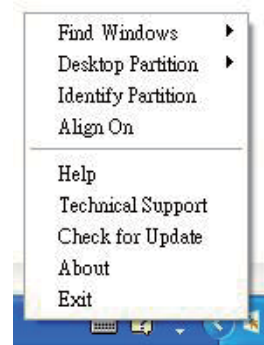 Find Windows
Desktop Partition
Identify Partition
Align On
Help
Technical Support
Check for Update
About
Exit